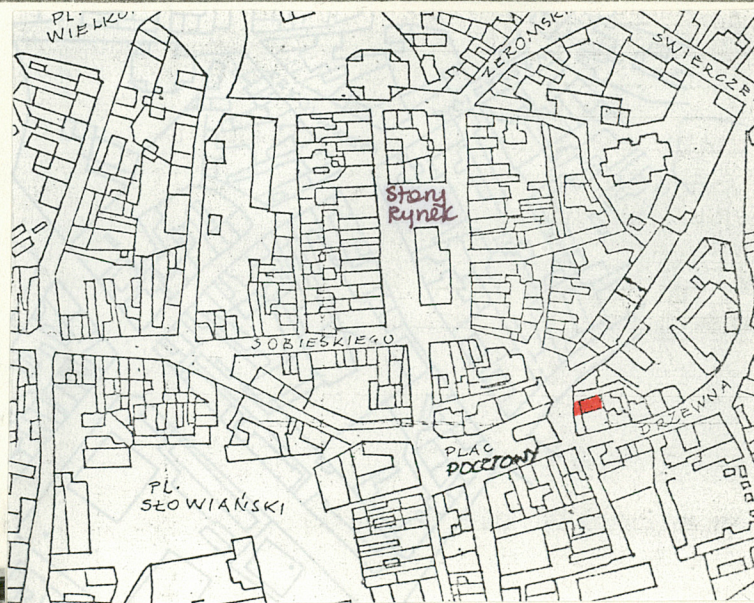 PL.
WIELKO.
ŻEROMSKI
ŚWIERCZE
Stary
Rynek
SOBIESKIEGO
DRZEWNA
PLAC
POCZTOWY
PL.
SŁOWIAŃSKI